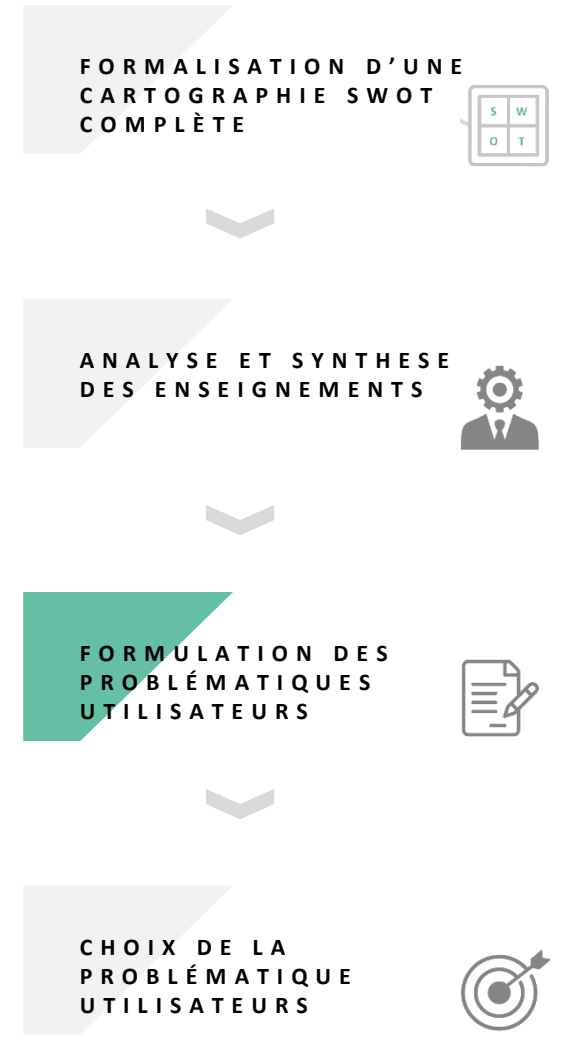 FORMALISATION D’UNE
CARTOGRAPHIE SWOT
COMPLÈTE
S W
O T
ANALYSE ET SYNTHESE
DES ENSEIGNEMENTS
FORMULATION DES
PROBLÉMATIQUES
UTILISATEURS
CHOIX DE LA
PROBLÉMATIQUE
UTILISATEURS